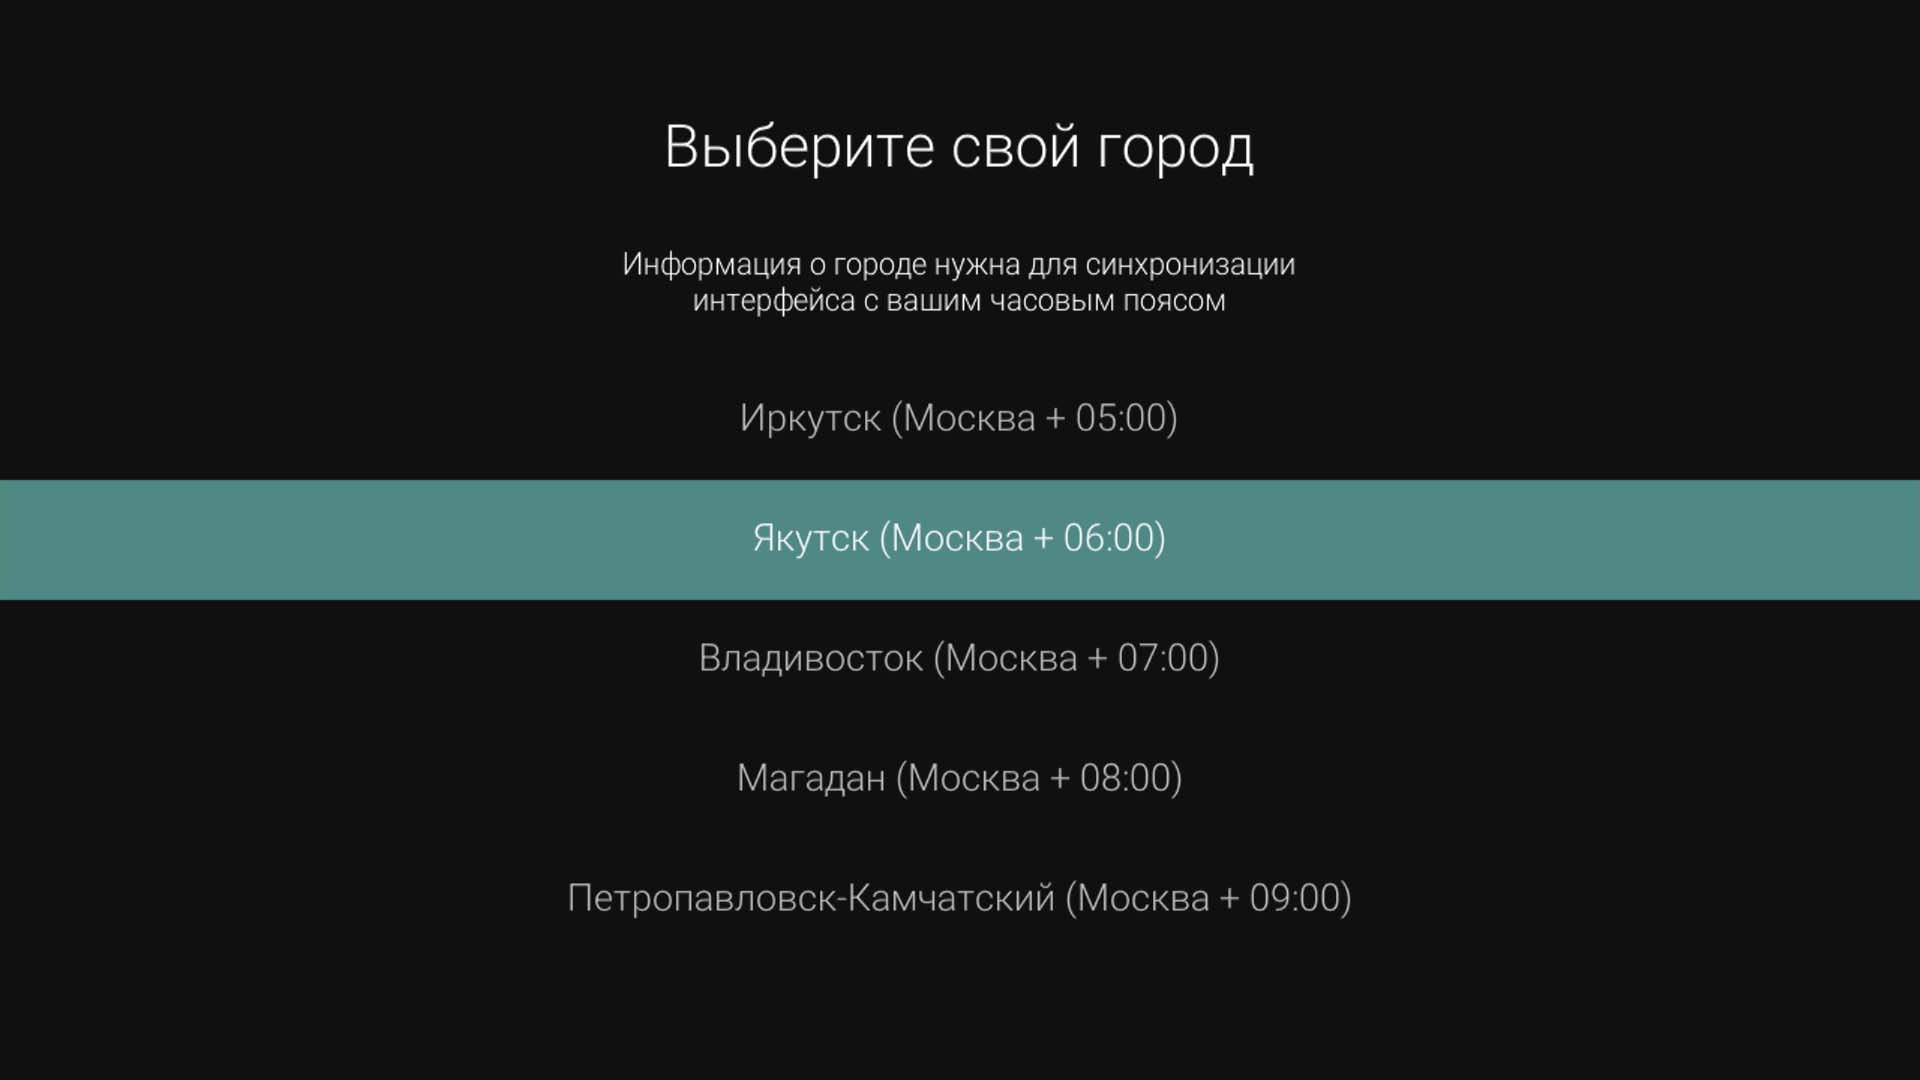 Выберите свой город
Информация о городе нужна для синхронизации
интерфейса с вашим часовым поясом
Иркутск (Москва + 05:00)
Якутск (Москва + 06:00)
Владивосток (Москва + 07:00)
Магадан (Москва + 08:00)
Петропавловск-Камчатский (Москва + 09:00)